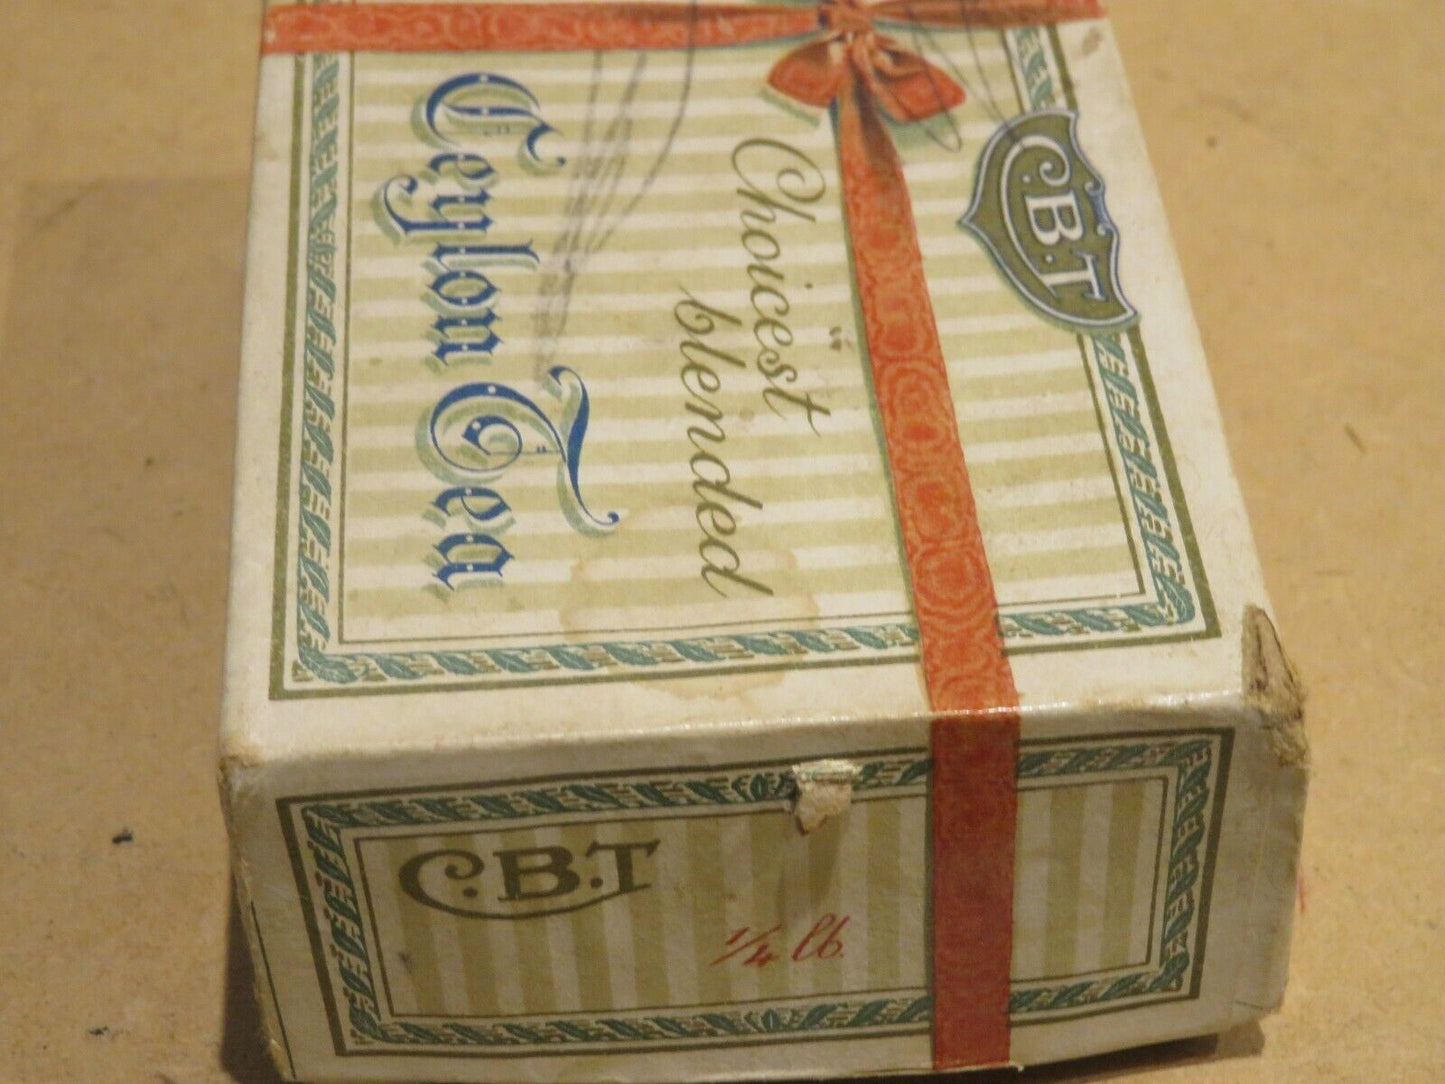 C.B.T
Choicest
blended
Ceylon Tea
C.B.T
1/4 lb.